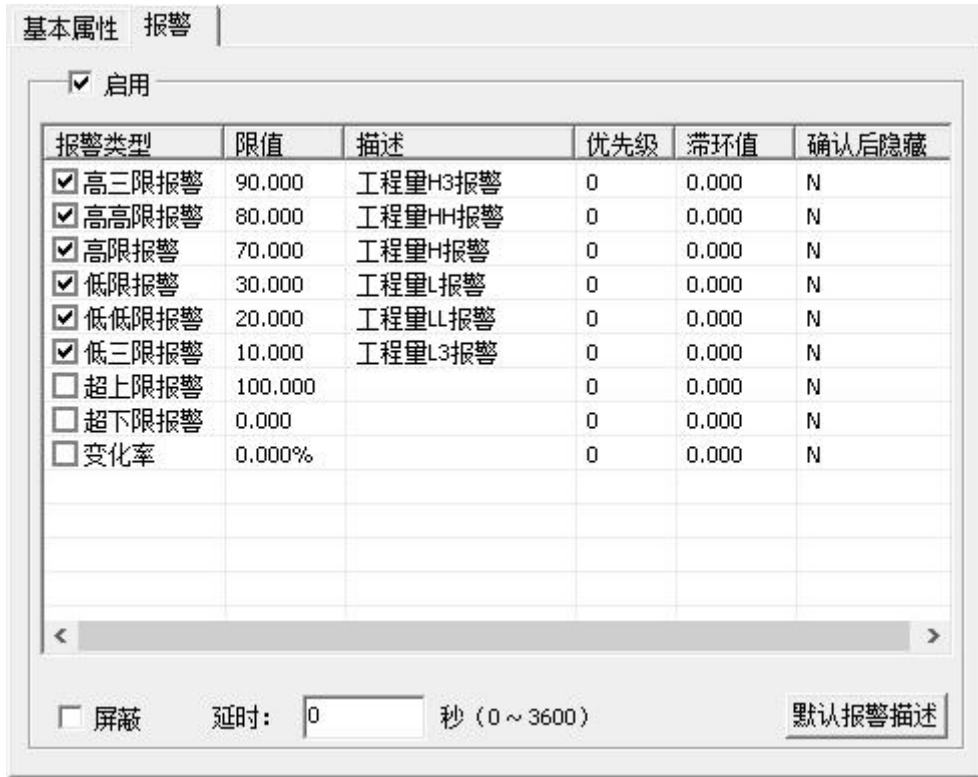 基本属性 报警
启用
报警类型 限值 描述 优先级 滞环值 确认后隐藏
高三限报警 90.000 工程量H3报警 0 0.000 N
高高限报警 80.000 工程量HH报警 0 0.000 N
高限报警 70.000 工程量H报警 0 0.000 N
低限报警 30.000 工程量L报警 0 0.000 N
低低限报警 20.000 工程量LL报警 0 0.000 N
低三限报警 10.000 工程量L3报警 0 0.000 N
超上限报警 100.000 0 0.000 N
超下限报警 0.000 0 0.000 N
变化率 0.000% 0 0.000 N
屏蔽 延时： 0 秒（0～3600） 默认报警描述